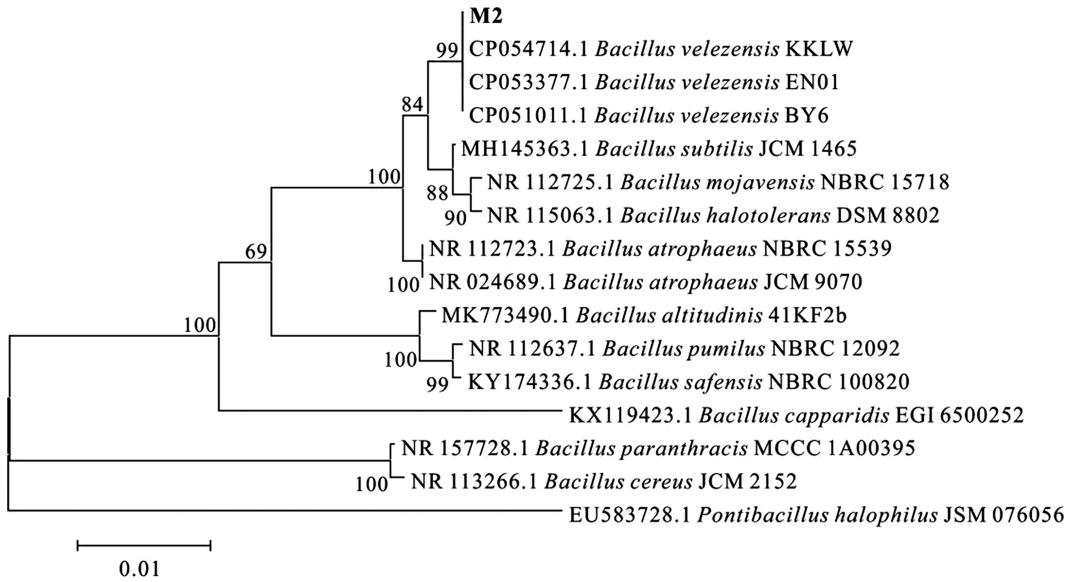 M2
99
CP054714.1 Bacillus velezensis KKLW
CP053377.1 Bacillus velezensis EN01
84
CP051011.1 Bacillus velezensis BY6
MH145363.1 Bacillus subtilis JCM 1465
100
NR 112725.1 Bacillus mojavensis NBRC 15718
88
90
NR 115063.1 Bacillus halotolerans DSM 8802
69
NR 112723.1 Bacillus atrophaeus NBRC 15539
100
NR 024689.1 Bacillus atrophaeus JCM 9070
100
MK773490.1 Bacillus altitudinis 41KF2b
100
NR 112637.1 Bacillus pumilus NBRC 12092
99
KY174336.1 Bacillus safensis NBRC 100820
KX119423.1 Bacillus capparidis EGI 6500252
NR 157728.1 Bacillus paranthracis MCCC 1A00395
100
NR 113266.1 Bacillus cereus JCM 2152
EU583728.1 Pontibacillus halophilus JSM 076056
0.01